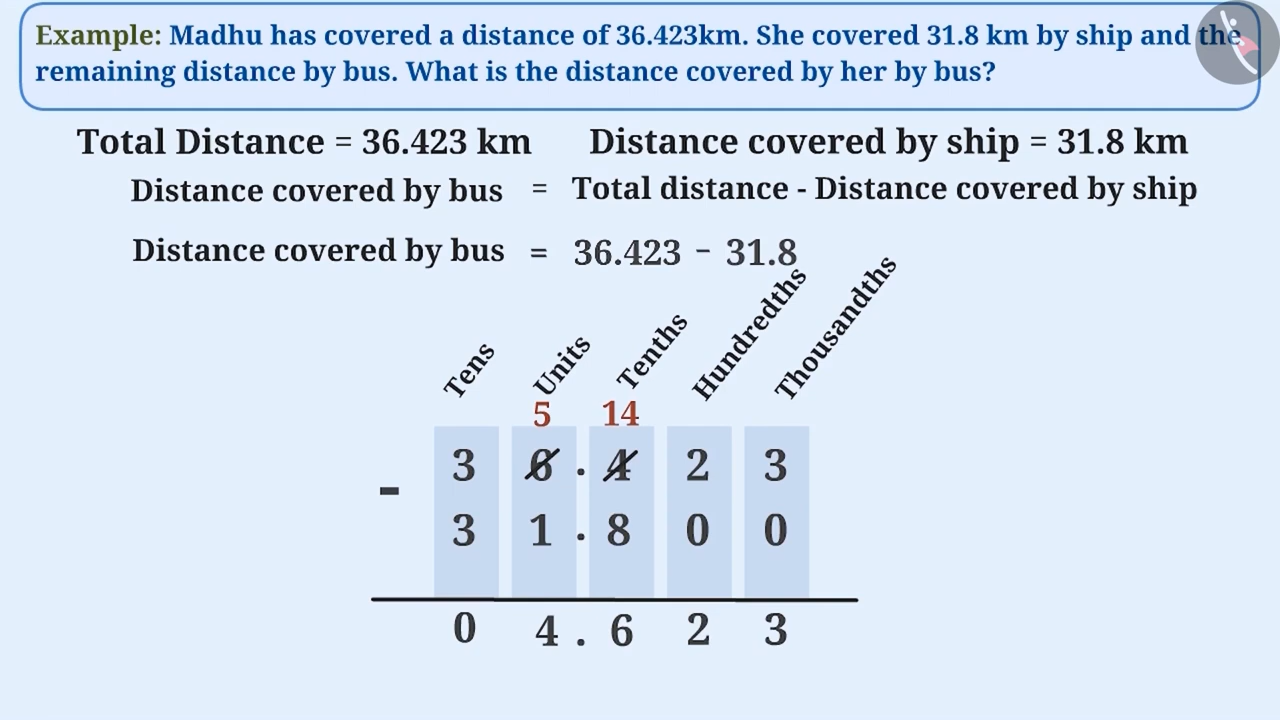 Example: Madhu has covered a distance of 36.423km. She covered 31.8 km by ship and the
remaining distance by bus. What is the distance covered by her by bus?
Total Distance = 36.423 km Distance covered by ship = 31.8 km
Distance covered by bus = Total distance - Distance covered by ship
Distance covered by bus = 36.423 - 31.8
Tens Units Tenths Hundredths Thousandths
5 14
3 6 . 4 2 3
-
3 1 . 8 0 0
0 4 . 6 2 3